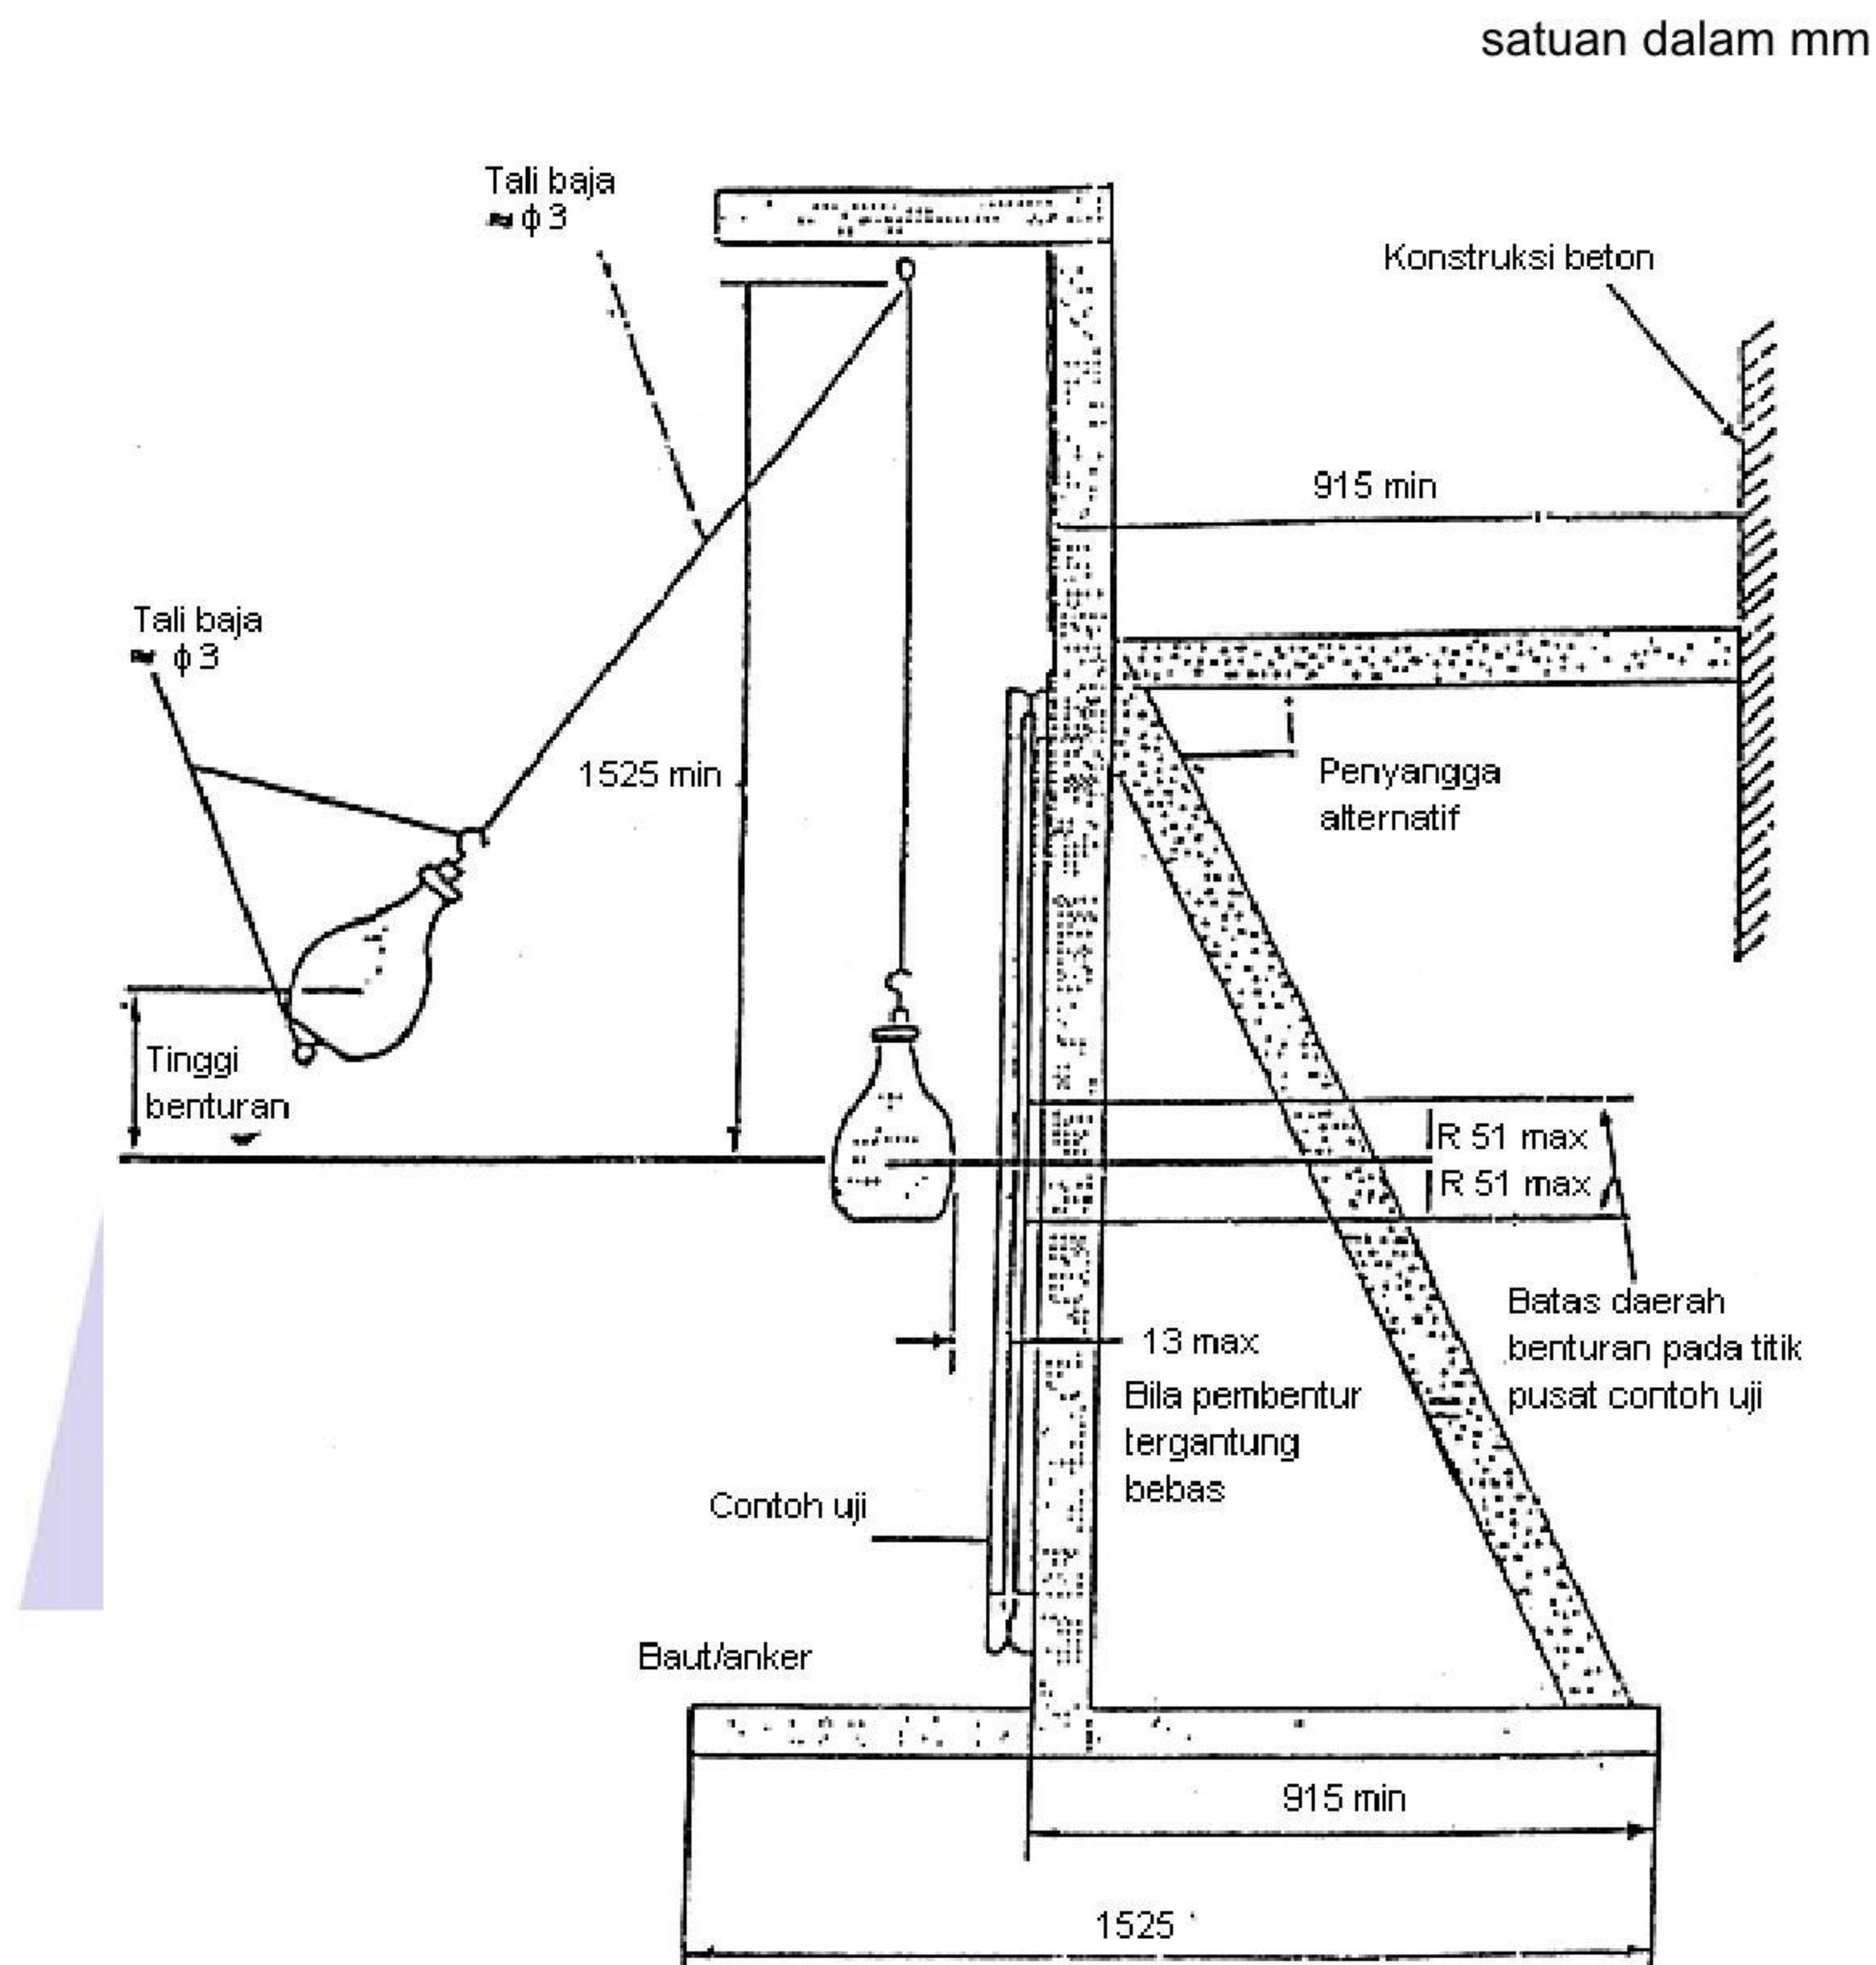 satuan dalam mm
Tali baja
≈ ϕ 3
Konstruksi beton
915 min
Tali baja
≈ ϕ 3
1525 min
Penyangga
alternatif
Tinggi
benturan
R 51 max
R 51 max
Batas daerah
benturan pada titik
pusat contoh uji
13 max
Bila pembentur
tergantung
bebas
Contoh uji
Baut/anker
915 min
1525